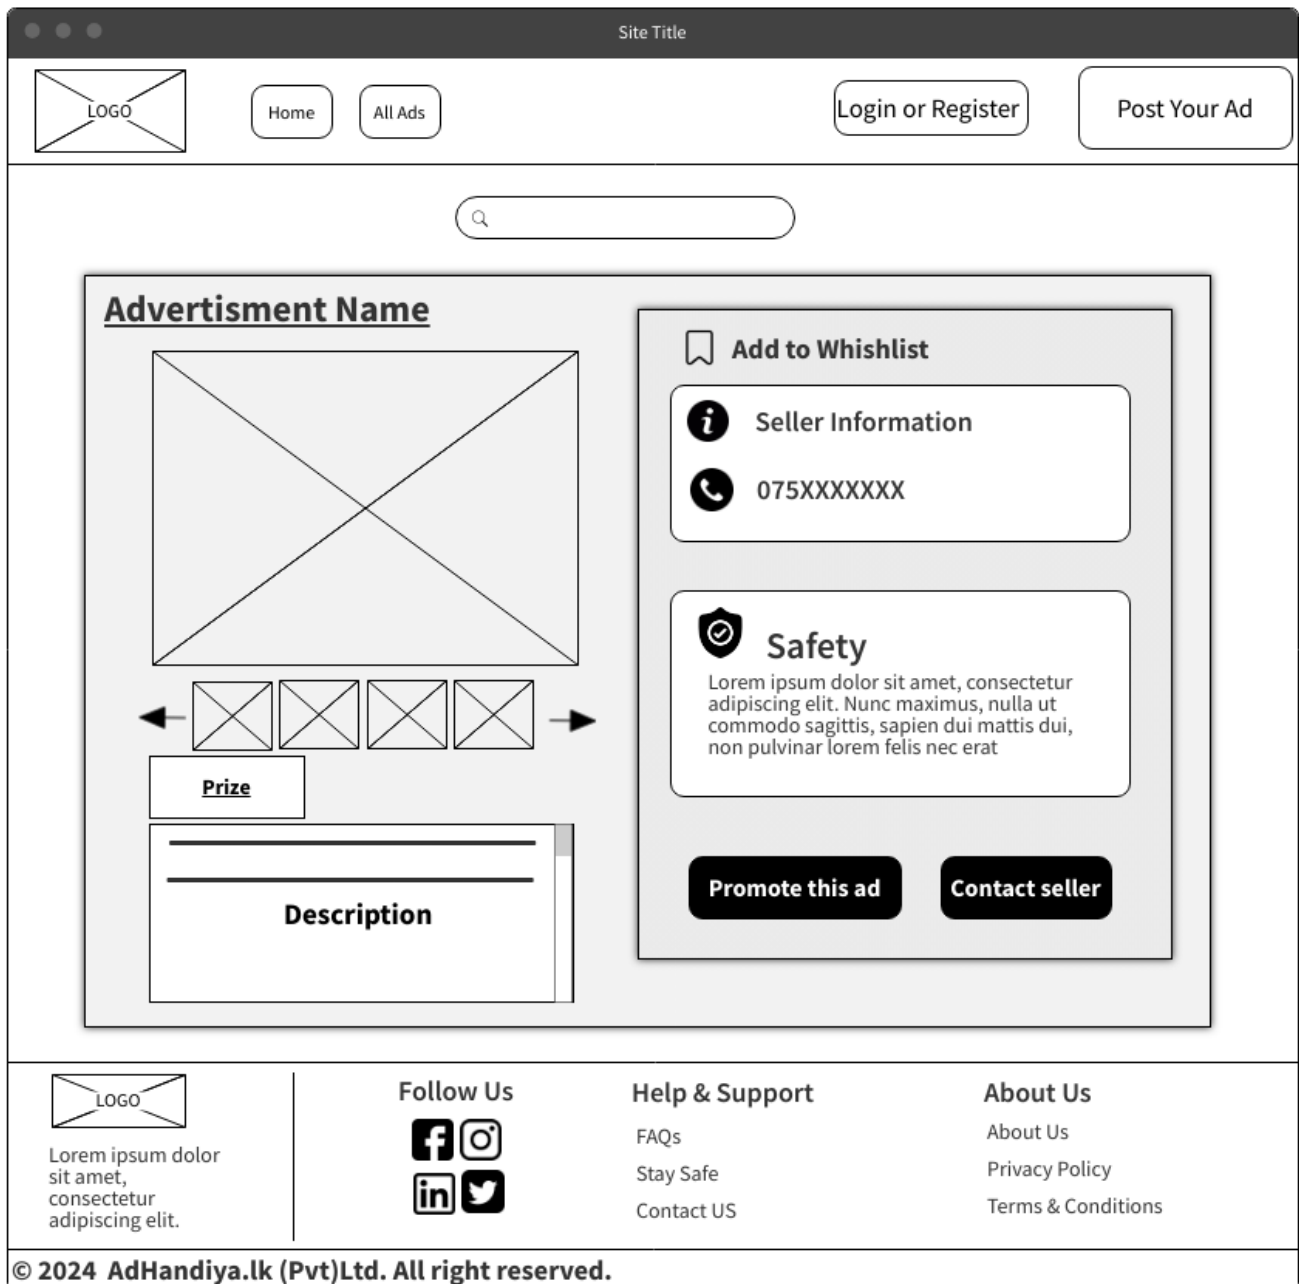 Site Title
LOGO
Home
All Ads
Login or Register
Post Your Ad
Advertisment Name
Add to Whishlist
Seller Information
075XXXXXXX
Safety
Lorem ipsum dolor sit amet, consectetur
adipiscing elit. Nunc maximus, nulla ut
commodo sagittis, sapien dui mattis dui,
non pulvinar lorem felis nec erat
Prize
Description
Promote this ad
Contact seller
LOGO
Lorem ipsum dolor
sit amet,
consectetur
adipiscing elit.
Follow Us
Help & Support
FAQs
Stay Safe
Contact US
About Us
About Us
Privacy Policy
Terms & Conditions
© 2024 AdHandiya.lk (Pvt)Ltd. All right reserved.